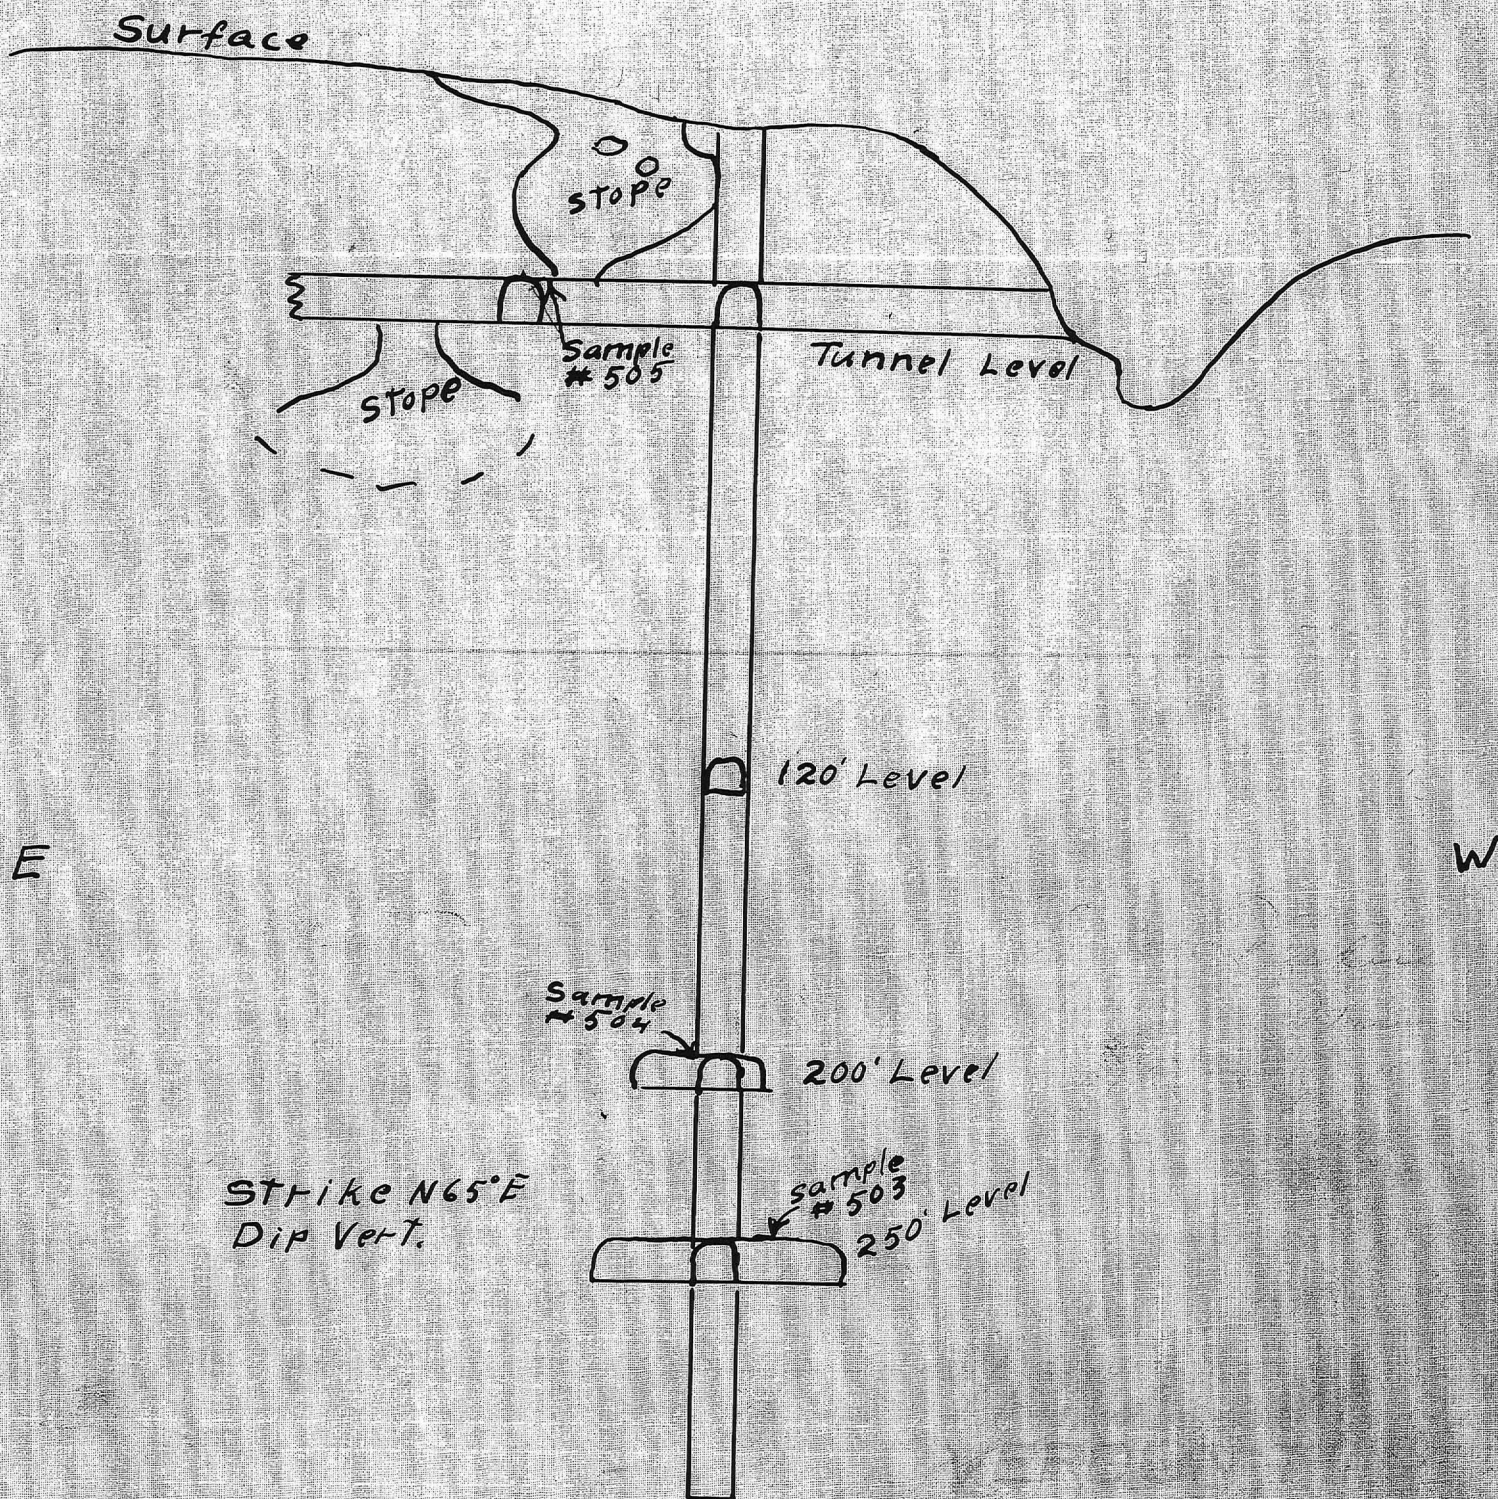 Surface
stope
Sample
# 505
Tunnel Level
stope
120' Level
E
W
Sample
# 504
200' Level
Strike N65°E
Dip Vert.
sample
# 503
250' Level